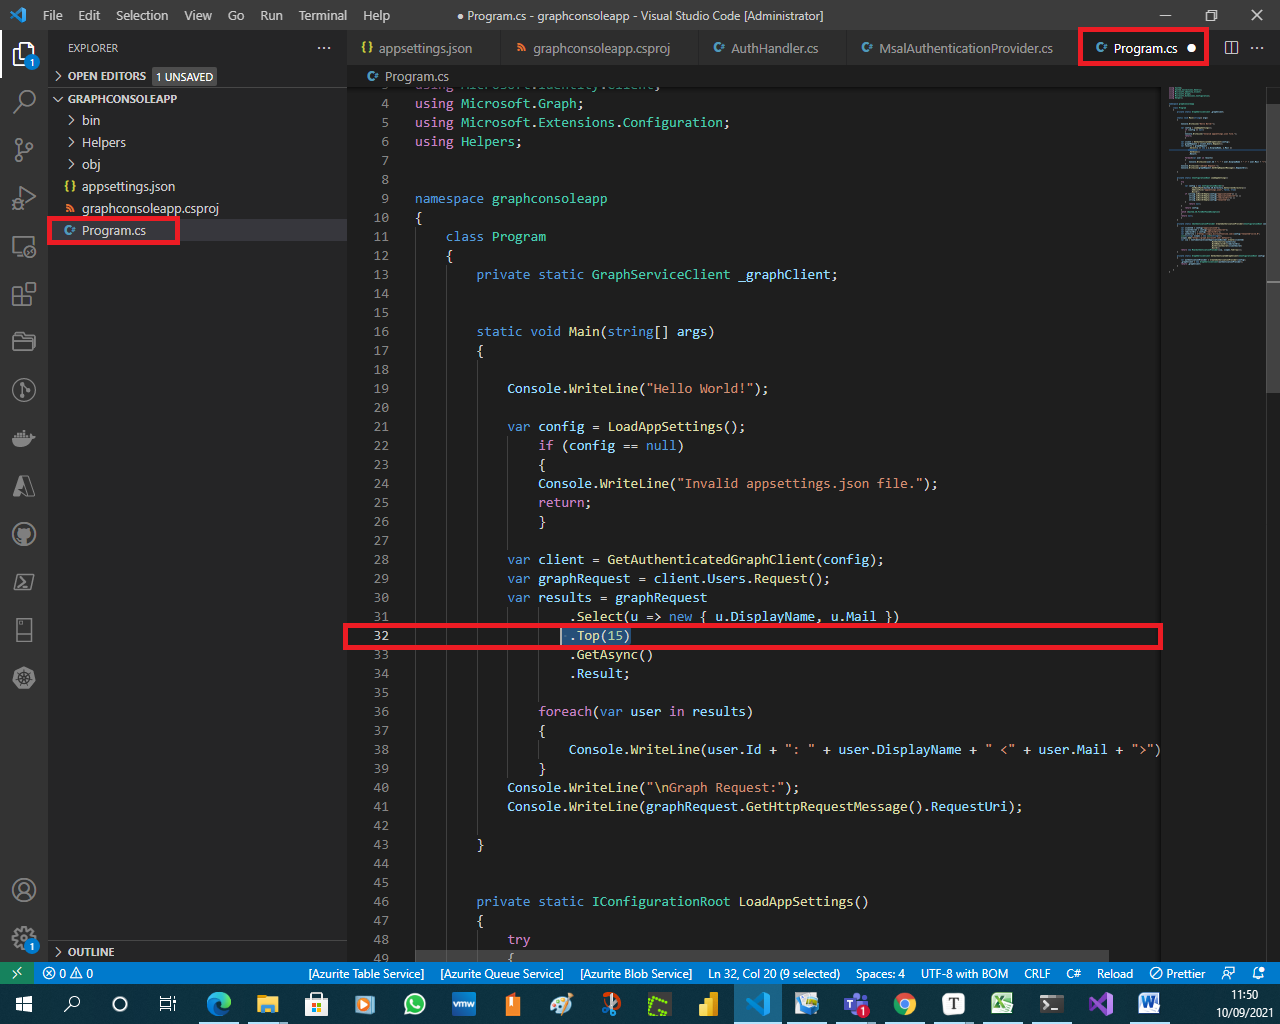 File Edit Selection View Go Run Terminal Help
● Program.cs - graphconsoleapp - Visual Studio Code [Administrator]
EXPLORER
OPEN EDITORS 1 UNSAVED
GRAPHCONSOLEAPP
bin
Helpers
obj
{} appsettings.json
graphconsoleapp.csproj
C# Program.cs
OUTLINE
{} appsettings.json
graphconsoleapp.csproj
C# AuthHandler.cs
C# MsalAuthenticationProvider.cs
C# Program.cs ●
C# Program.cs
3 using Microsoft.Identity.Client;
4 using Microsoft.Graph;
5 using Microsoft.Extensions.Configuration;
6 using Helpers;
7
8
9 namespace graphconsoleapp
10 {
11 class Program
12 {
13 private static GraphServiceClient _graphClient;
14
15
16 static void Main(string[] args)
17 {
18
19 Console.WriteLine("Hello World!");
20
21 var config = LoadAppSettings();
22 if (config == null)
23 {
24 Console.WriteLine("Invalid appsettings.json file.");
25 return;
26 }
27
28 var client = GetAuthenticatedGraphClient(config);
29 var graphRequest = client.Users.Request();
30 var results = graphRequest
31 .Select(u => new { u.DisplayName, u.Mail })
32 .Top(15)
33 .GetAsync()
34 .Result;
35
36 foreach(var user in results)
37 {
38 Console.WriteLine(user.Id + ": " + user.DisplayName + " <" + user.Mail + ">")
39 }
40 Console.WriteLine("\nGraph Request:");
41 Console.WriteLine(graphRequest.GetHttpRequestMessage().RequestUri);
42
43 }
44
45
46 private static IConfigurationRoot LoadAppSettings()
47 {
48 try
49 {
1
1
0 0 [Azurite Table Service] [Azurite Queue Service] [Azurite Blob Service] Ln 32, Col 20 (9 selected) Spaces: 4 UTF-8 with BOM CRLF C# Reload Prettier
vmw
1
T
11:50
10/09/2021